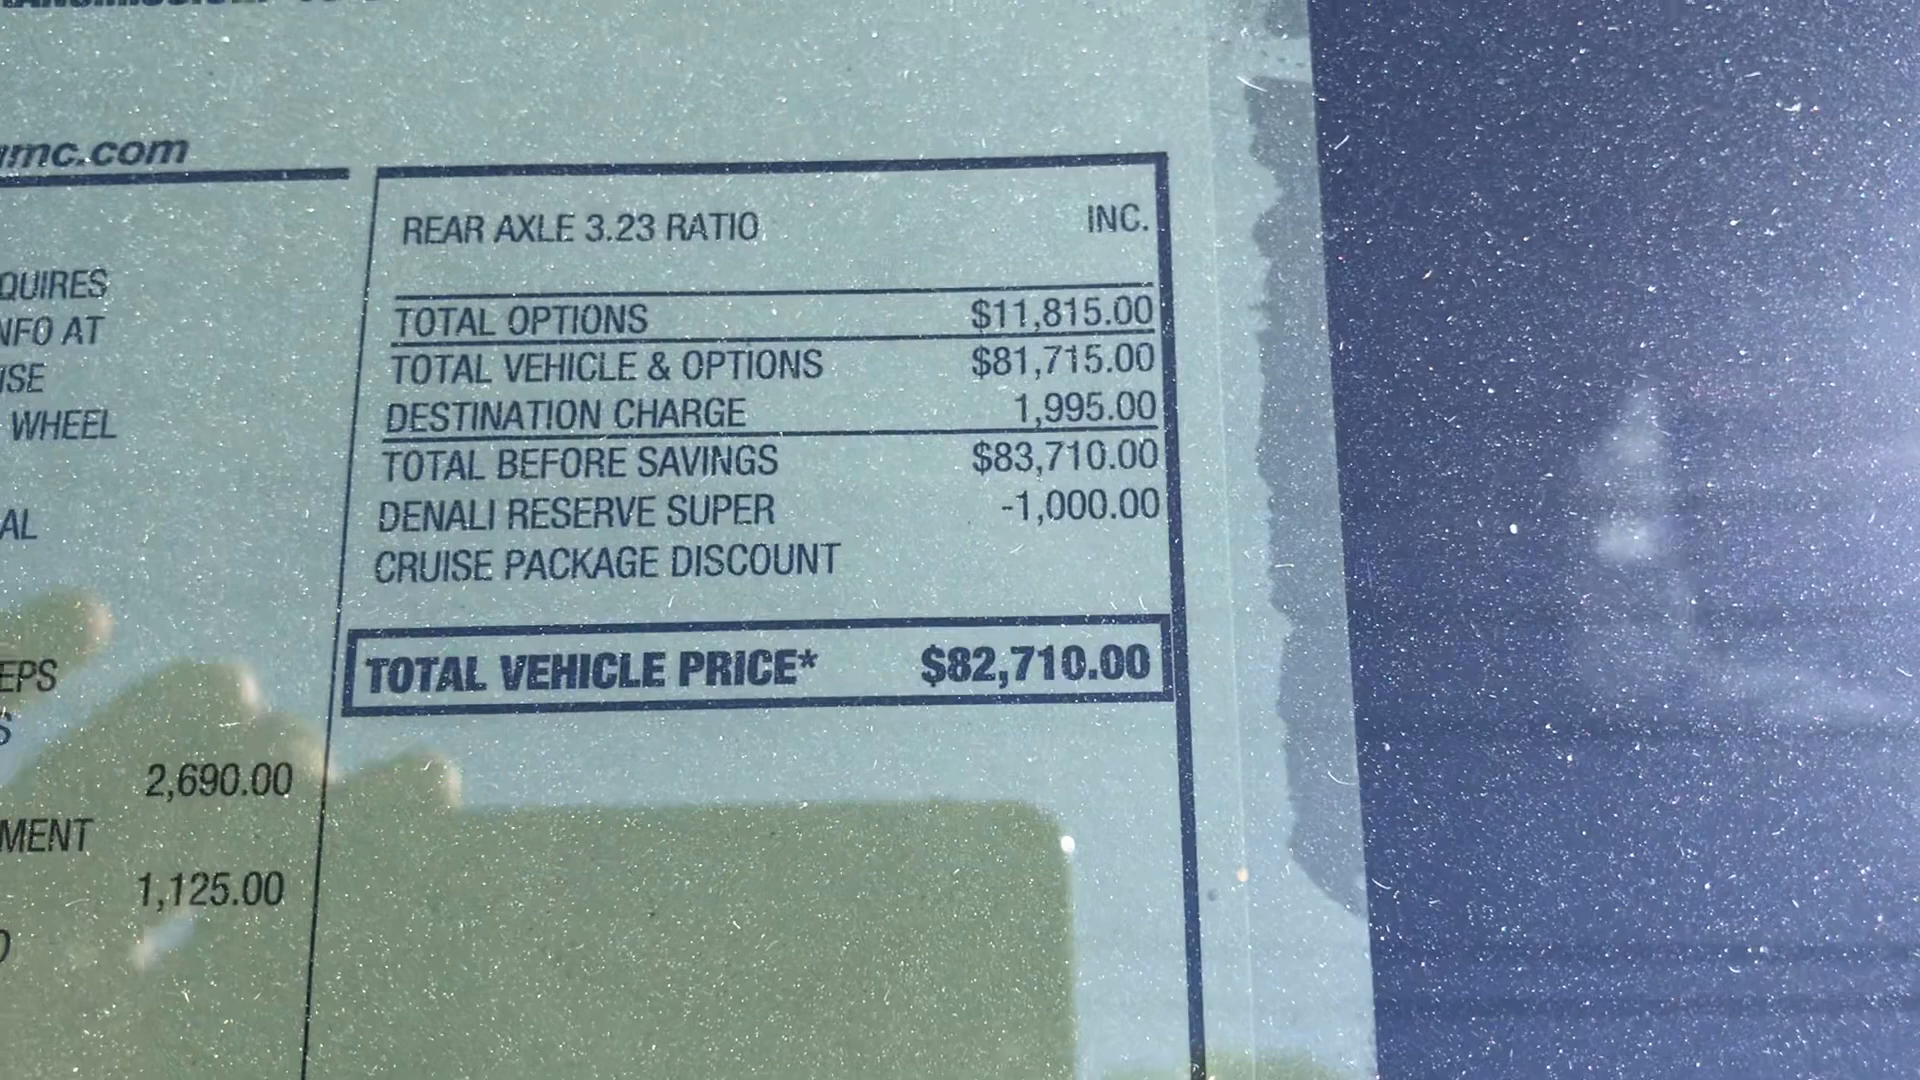 mc.com
QUIRES
NFO AT
WHEEL
AL
EPS
S
2,690.00
MENT
1,125.00
REAR AXLE 3.23 RATIO INC.
TOTAL OPTIONS $11,815.00
TOTAL VEHICLE & OPTIONS $81,715.00
DESTINATION CHARGE 1,995.00
TOTAL BEFORE SAVINGS $83,710.00
DENALI RESERVE SUPER -1,000.00
CRUISE PACKAGE DISCOUNT
TOTAL VEHICLE PRICE* $82,710.00